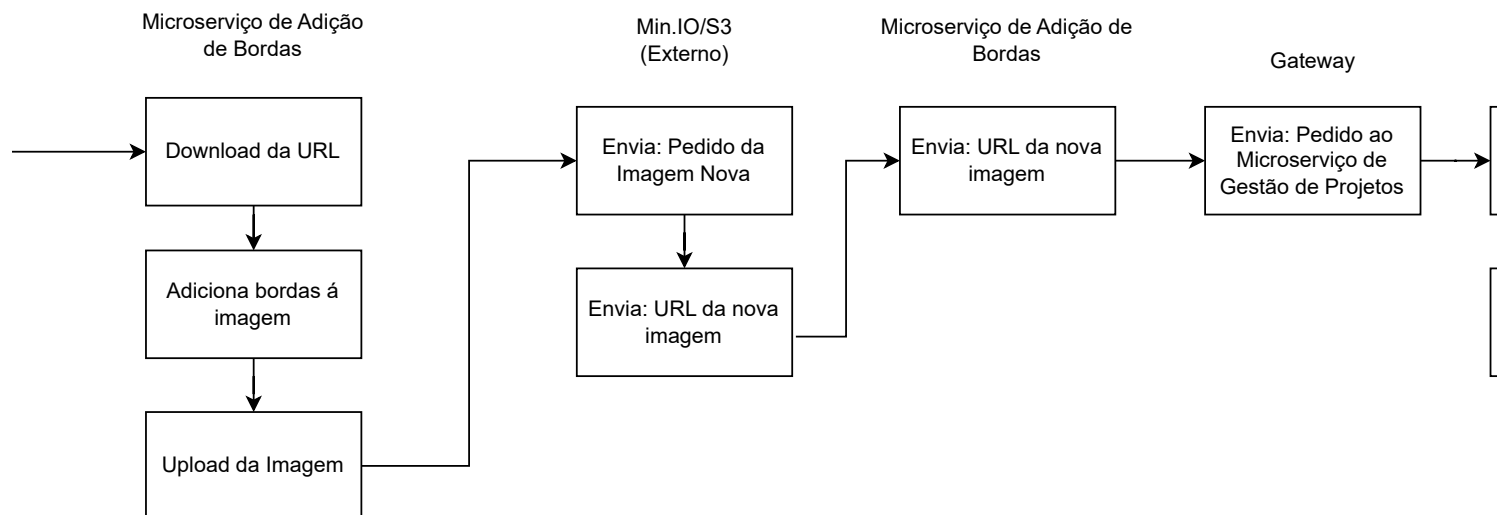 Microserviço de Adição
de Bordas
Download da URL
Adiciona bordas á
imagem
Upload da Imagem
Min.IO/S3
(Externo)
Envia: Pedido da
Imagem Nova
Envia: URL da nova
imagem
Microserviço de Adição de
Bordas
Envia: URL da nova
imagem
Gateway
Envia: Pedido ao
Microserviço de
Gestão de Projetos